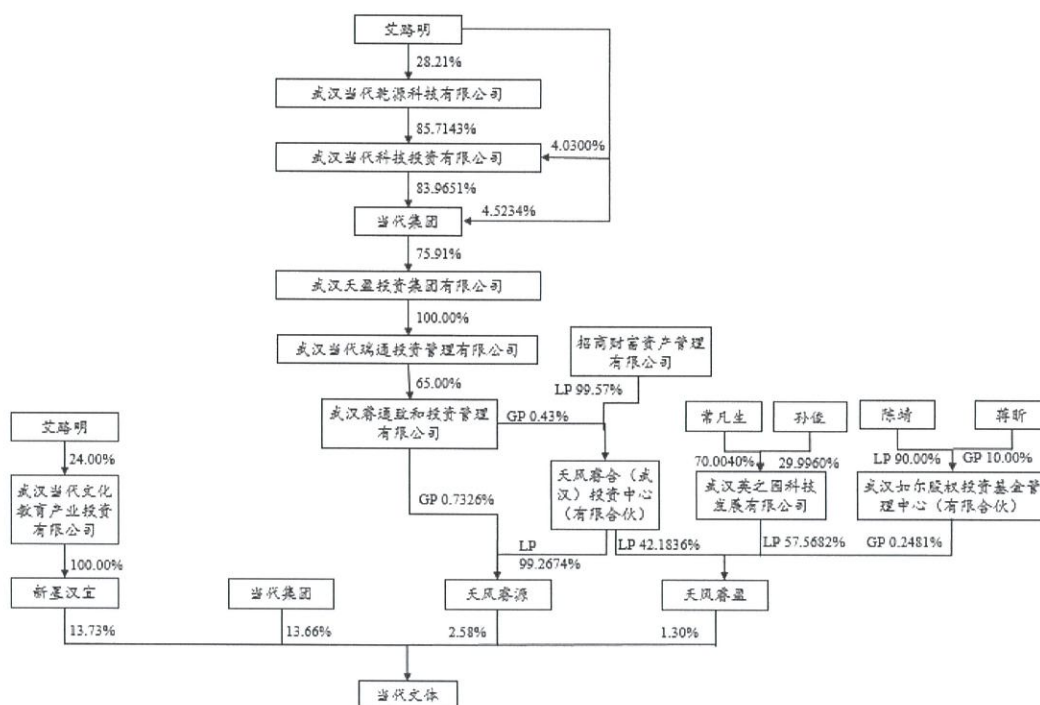 艾路明
28.21%
武汉当代乾源科技有限公司
85.7143%
武汉当代科技投资有限公司
4.0300%
83.9651%
当代集团
4.5234%
75.91%
武汉天盈投资集团有限公司
100.00%
武汉当代瑞通投资管理有限公司
招商财富资产管理
有限公司
65.00%
LP 99.57%
武汉睿通致和投资管理
有限公司
GP 0.43%
艾路明
常凡生
孙俊
陈靖
蒋昕
24.00%
70.0040%
29.9960%
LP 90.00%
GP 10.00%
武汉当代文化
教育产业投资
有限公司
天风睿合（武
汉）投资中心
（有限合伙）
武汉英之园科技
发展有限公司
武汉如尔股权投资基金管
理中心（有限合伙）
GP 0.7326%
LP
99.2674%
LP 42.1836%
LP 57.5682%
GP 0.2481%
100.00%
新星汉宜
当代集团
天风睿源
天风睿盈
13.73%
13.66%
2.58%
1.30%
当代文体